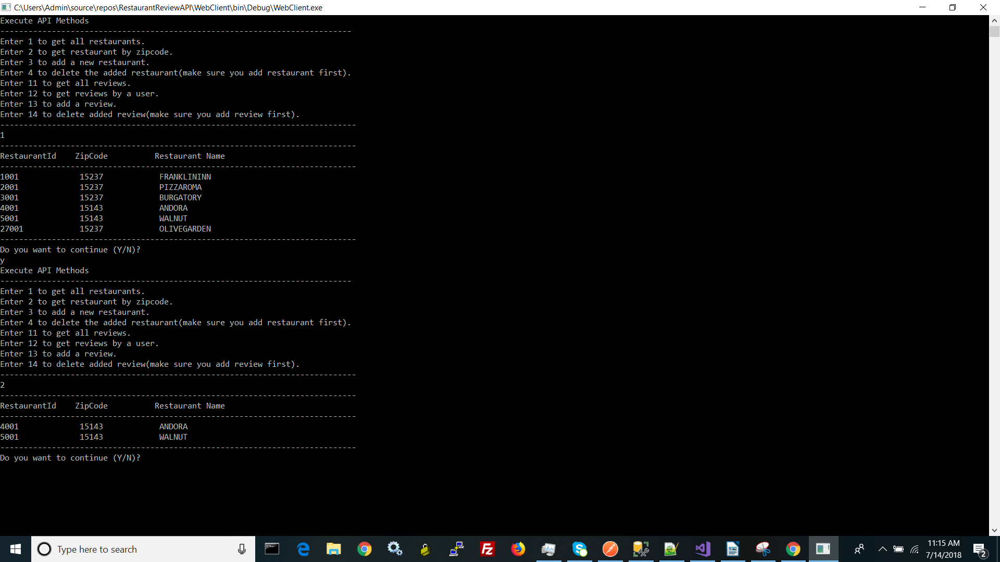 C:\Users\Admin\source\repos\RestaurantReviewAPI\WebClient\bin\Debug\WebClient.exe
Execute API Methods
---------------------------------------------------------------------------
Enter 1 to get all restaurants.
Enter 2 to get restaurant by zipcode.
Enter 3 to add a new restaurant.
Enter 4 to delete the added restaurant(make sure you add restaurant first).
Enter 11 to get all reviews.
Enter 12 to get reviews by a user.
Enter 13 to add a review.
Enter 14 to delete added review(make sure you add review first).
----------------------------------------------------------------------------
1
----------------------------------------------------------------------------
RestaurantId    ZipCode          Restaurant Name
----------------------------------------------------------------------------
1001             15237            FRANKLININN
2001             15237            PIZZAROMA
3001             15237            BURGATORY
4001             15143            ANDORA
5001             15143            WALNUT
27001            15237            OLIVEGARDEN
----------------------------------------------------------------------------
Do you want to continue (Y/N)?
y
Execute API Methods
---------------------------------------------------------------------------
Enter 1 to get all restaurants.
Enter 2 to get restaurant by zipcode.
Enter 3 to add a new restaurant.
Enter 4 to delete the added restaurant(make sure you add restaurant first).
Enter 11 to get all reviews.
Enter 12 to get reviews by a user.
Enter 13 to add a review.
Enter 14 to delete added review(make sure you add review first).
----------------------------------------------------------------------------
2
----------------------------------------------------------------------------
RestaurantId    ZipCode          Restaurant Name
----------------------------------------------------------------------------
4001             15143            ANDORA
5001             15143            WALNUT
----------------------------------------------------------------------------
Do you want to continue (Y/N)?
Type here to search
Fz
11:15 AM
7/14/2018
2